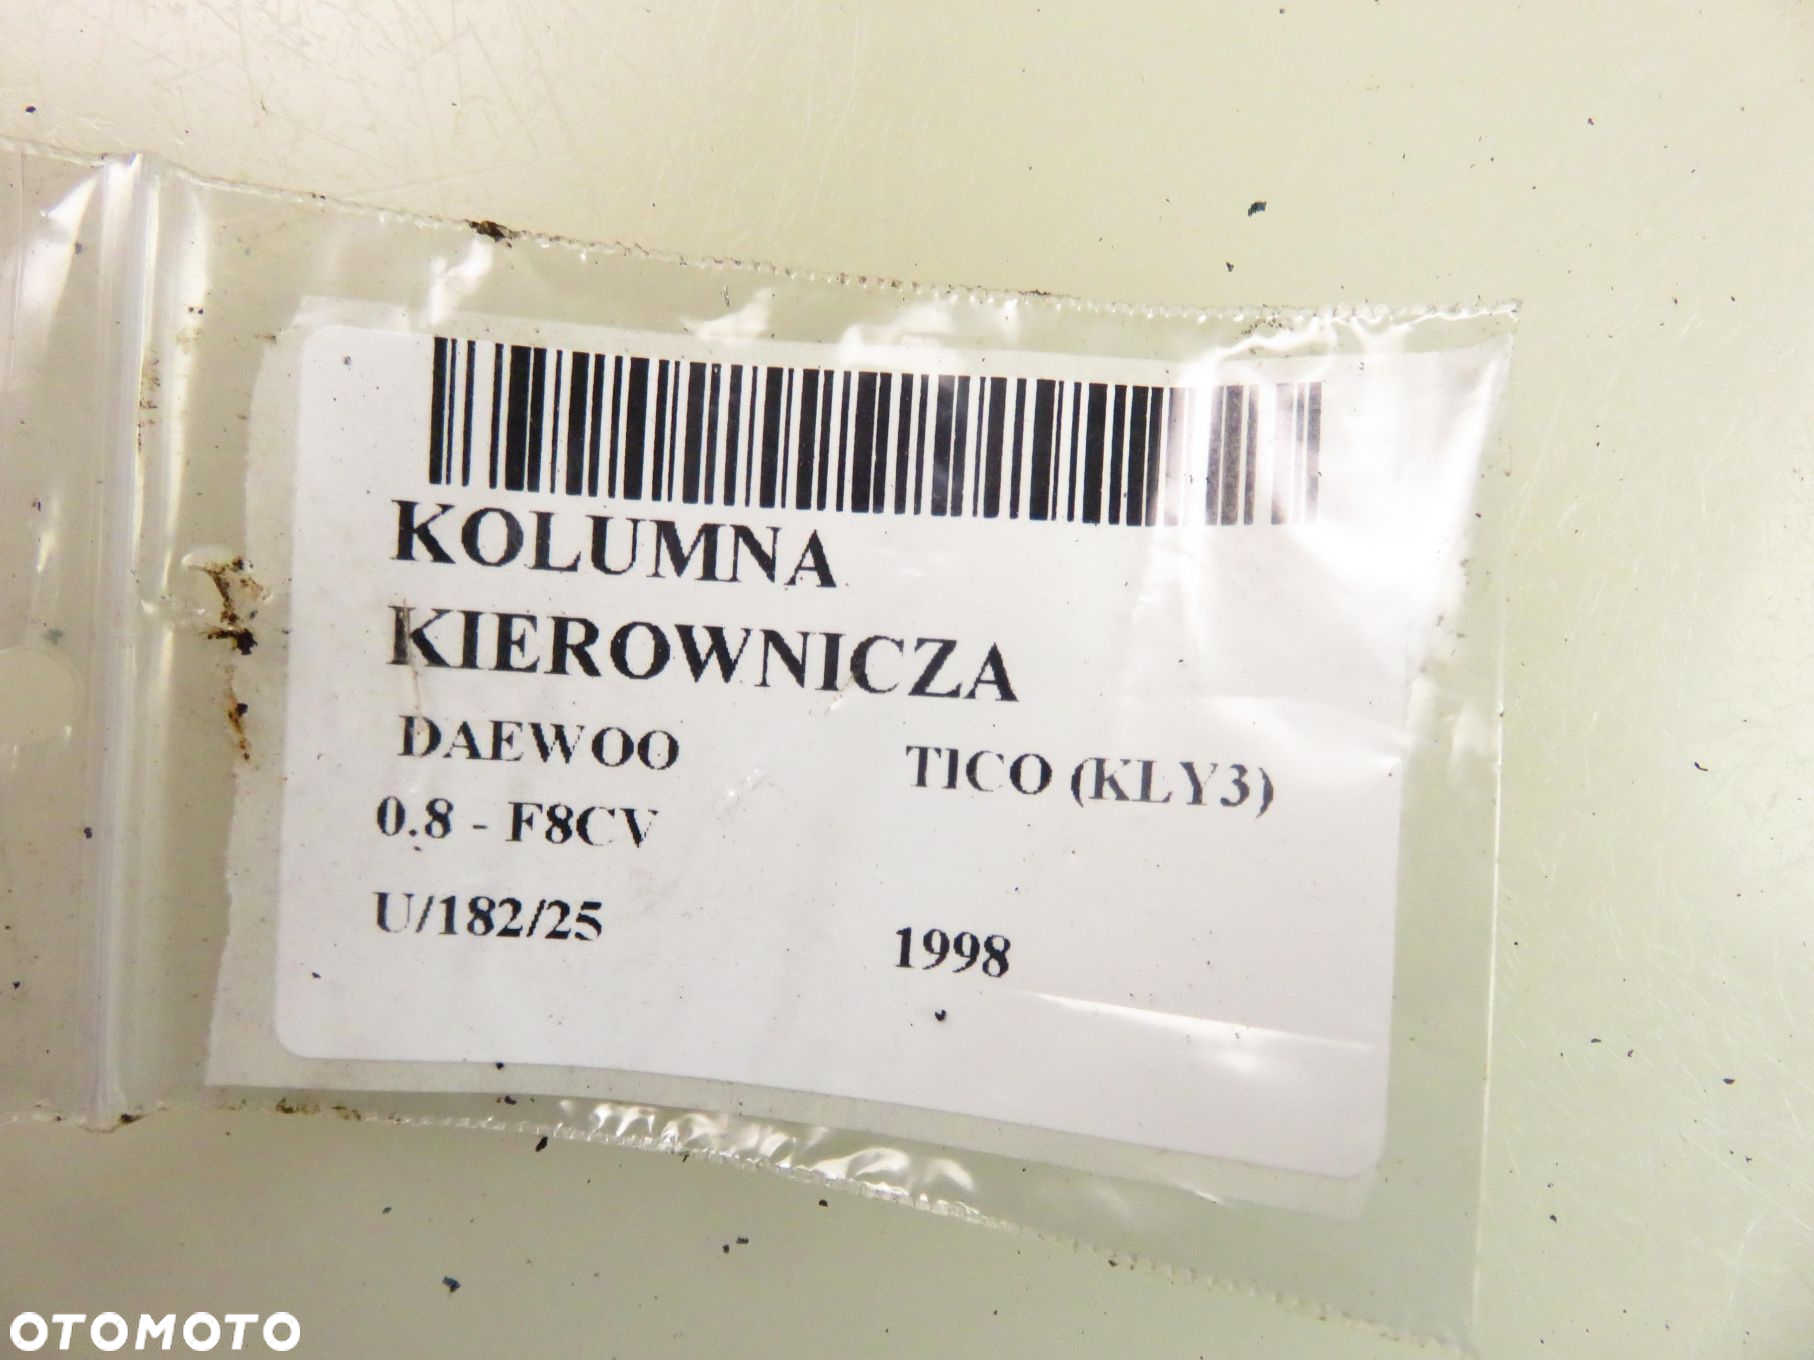 KOLUMNA
KIEROWNICZA
DAEWOO TICO (KLY3)
0.8 - F8CV
U/182/25 1998
OTOMOTO